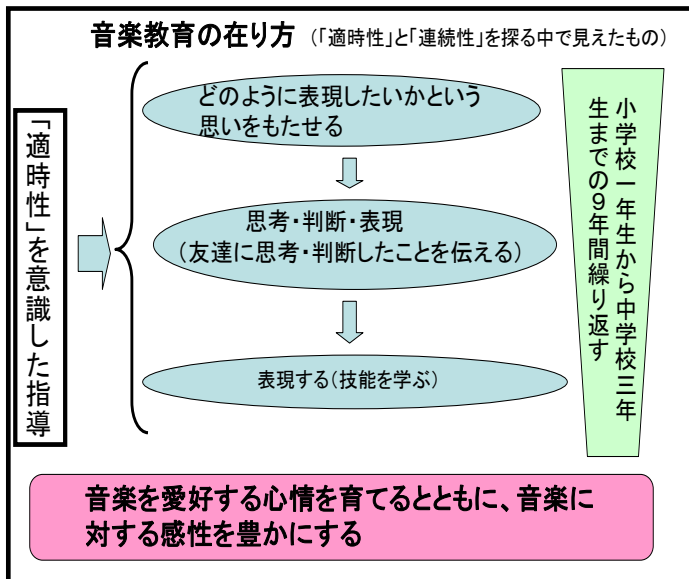 音楽教育の在り方 (「適時性」と「連続性」を探る中で見えたもの)
「適時性」を意識した指導
どのように表現したいかという
思いをもたせる
思考・判断・表現
(友達に思考・判断したことを伝える)
表現する(技能を学ぶ)
小学校一年生から中学校三年
生までの9年間繰り返す
音楽を愛好する心情を育てるとともに、音楽に
対する感性を豊かにする